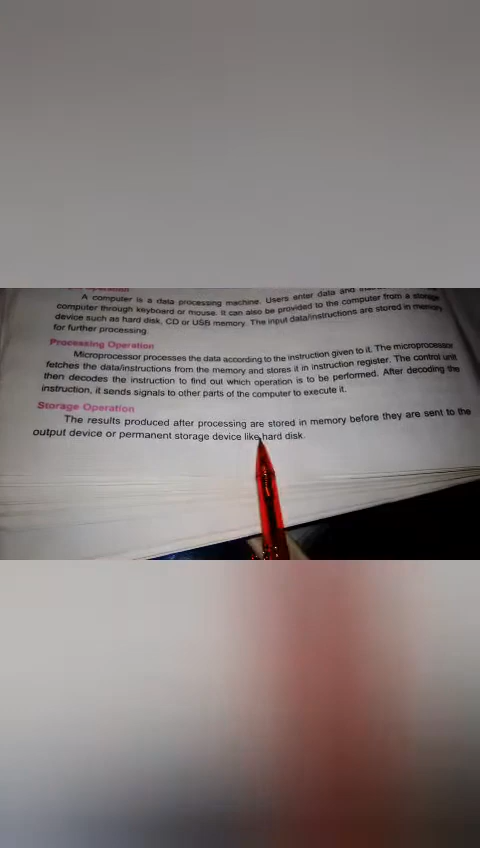 A computer is a data processing machine. Users enter data and
computer through keyboard or mouse. It can also be provided to the computer from a storage
device such as hard disk, CD or USB memory. The input data/instructions are stored in memory
for further processing.
Processing Operation
Microprocessor processes the data according to the instruction given to it. The microprocessor
fetches the data/instructions from the memory and stores it in instruction register. The control unit
then decodes the instruction to find out which operation is to be performed. After decoding the
instruction, it sends signals to other parts of the computer to execute it.
Storage Operation
The results produced after processing are stored in memory before they are sent to the
output device or permanent storage device like hard disk.